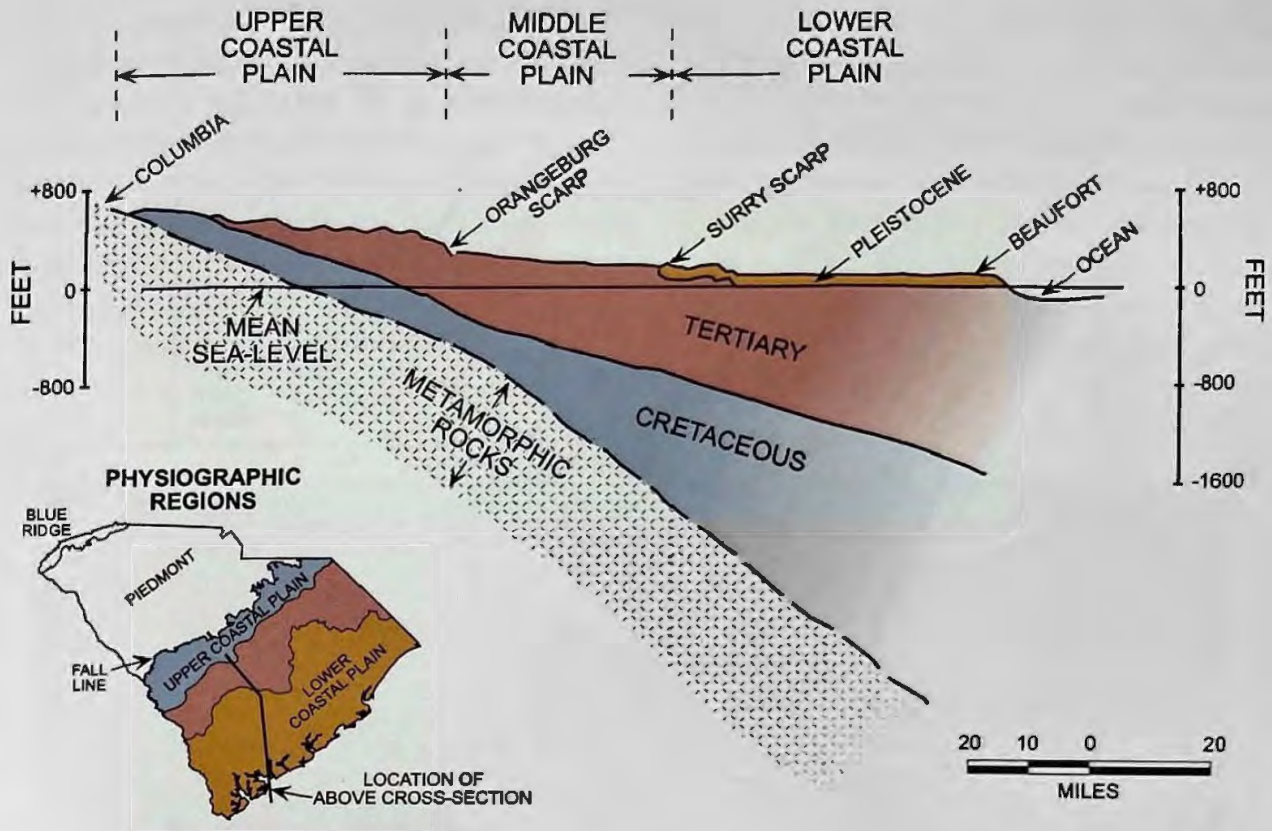 UPPER
COASTAL
PLAIN
MIDDLE
COASTAL
PLAIN
LOWER
COASTAL
PLAIN
COLUMBIA
ORANGEBURG
SCARP
SURRY SCARP
PLEISTOCENE
BEAUFORT
OCEAN
+800
0
-800
FEET
+800
0
-800
-1600
FEET
MEAN
SEA-LEVEL
METAMORPHIC
ROCKS
TERTIARY
CRETACEOUS
PHYSIOGRAPHIC
REGIONS
BLUE
RIDGE
PIEDMONT
UPPER COASTAL PLAIN
LOWER
COASTAL PLAIN
FALL
LINE
LOCATION OF
ABOVE CROSS-SECTION
20 10 0 20
MILES